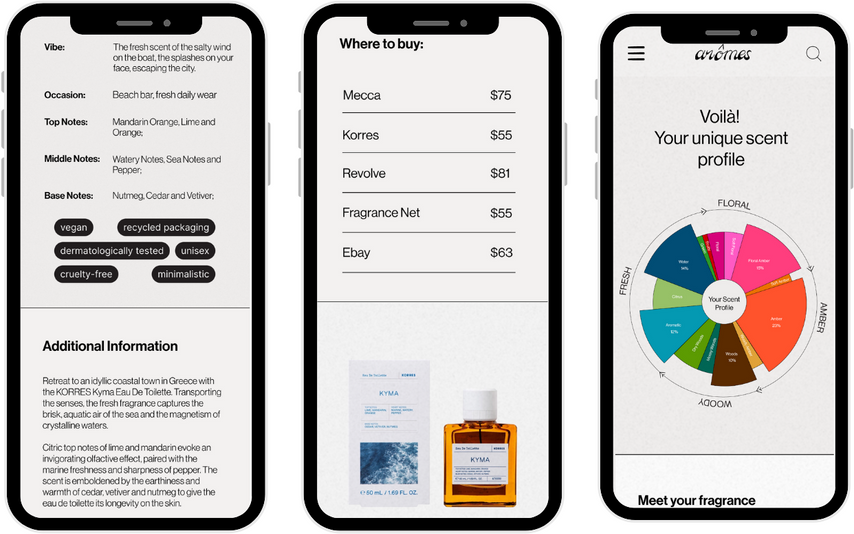 Vibe:
The fresh scent of the salty wind
on the boat, the splashes on your
face, escaping the city.
Occasion:
Beach bar, fresh daily wear
Top Notes:
Mandarin Orange, Lime and
Orange;
Middle Notes:
Watery Notes, Sea Notes and
Pepper;
Base Notes:
Nutmeg, Cedar and Vetiver;
vegan
recycled packaging
dermatologically tested
unisex
cruelty-free
minimalistic
Additional Information
Retreat to an idyllic coastal town in Greece with
the KORRES Kyma Eau De Toilette. Transporting
the senses, the fresh fragrance captures the
brisk, aquatic air of the sea and the magnetism of
crystalline waters.
Citric top notes of lime and mandarin evoke an
invigorating olfactive effect, paired with the
marine freshness and sharpness of pepper. The
scent is emboldened by the earthiness and
warmth of cedar, vetiver and nutmeg to give the
eau de toilette its longevity on the skin.
Where to buy:
Mecca $75
Korres $55
Revolve $81
Fragrance Net $55
Ebay $63
KORRES
KYMA
50 mL / 1.69 FL. OZ.
KORRES
KYMA
arômes
Voilà!
Your unique scent
profile
FLORAL
AMBER
WOODY
FRESH
Water
Citrus
Aromatic
Woods
Amber
Your Scent
Profile
Meet your fragrance